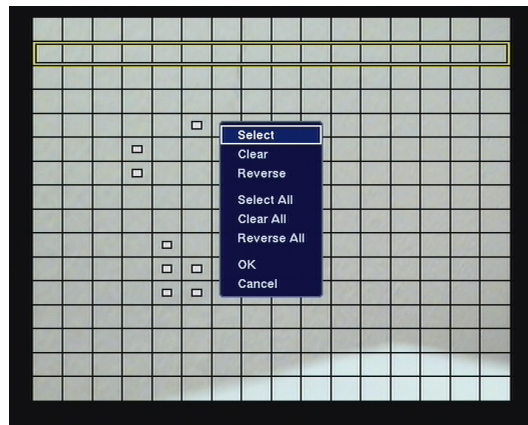 Select
Clear
Reverse
Select All
Clear All
Reverse All
OK
Cancel